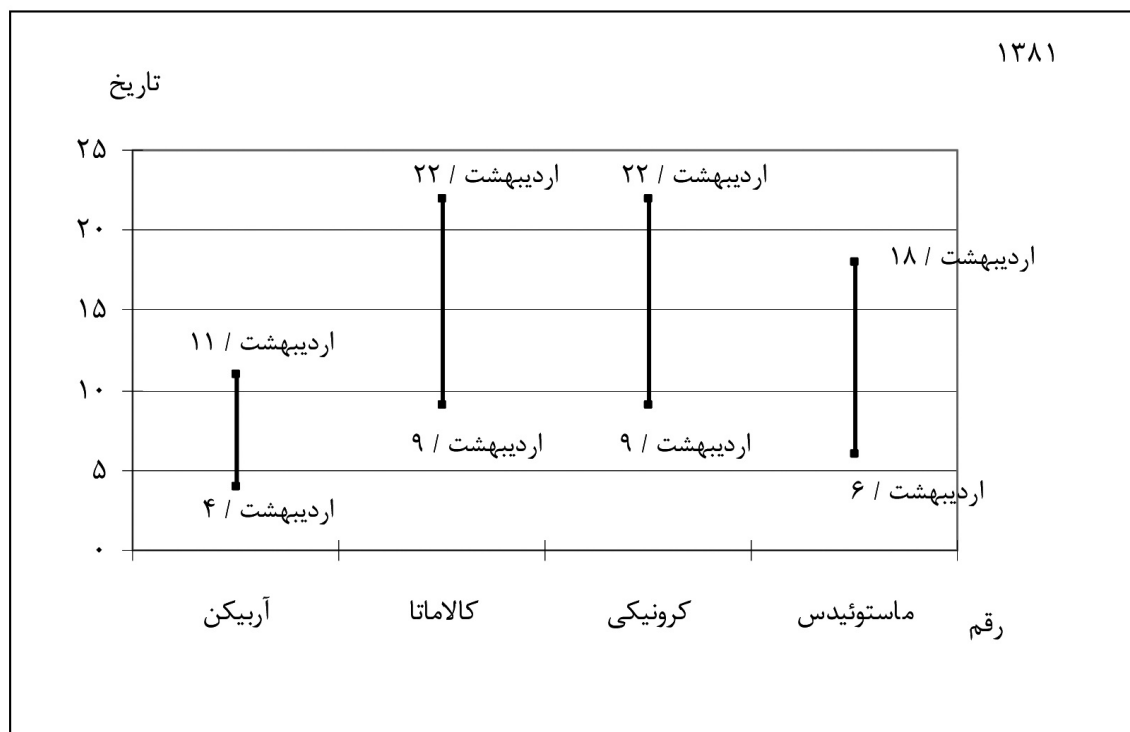 ۱۳۸۱
تاریخ
۲۵
۲۰
۱۵
۱۰
۵
۰
۲۲ / اردیبهشت
۲۲ / اردیبهشت
۱۸ / اردیبهشت
۱۱ / اردیبهشت
۹ / اردیبهشت
۹ / اردیبهشت
۶ / اردیبهشت
۴ / اردیبهشت
آربیکن
کالاماتا
کرونیکی
ماستوئیدس
رقم